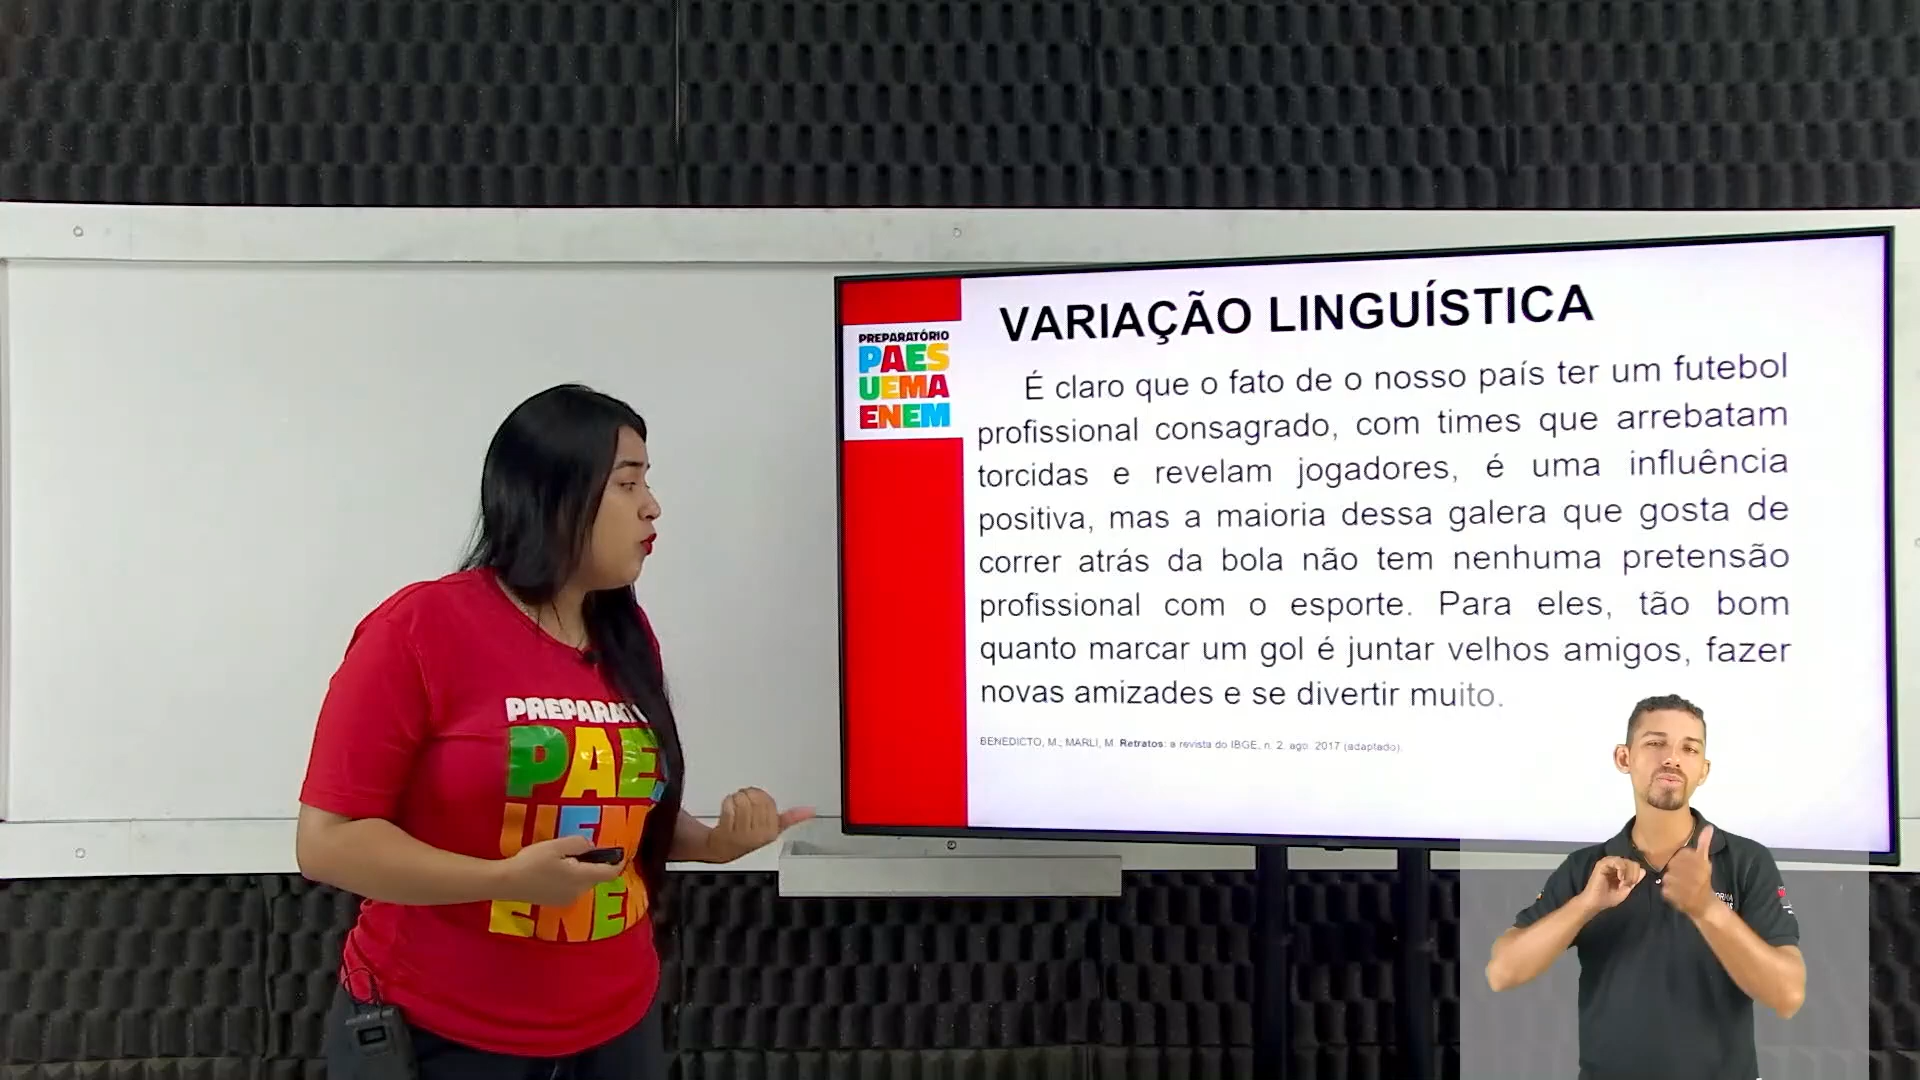 VARIAÇÃO LINGUÍSTICA
PREPARATÓRIO
PAES
UEMA
ENEM
É claro que o fato de o nosso país ter um futebol
profissional consagrado, com times que arrebatam
torcidas e revelam jogadores, é uma influência
positiva, mas a maioria dessa galera que gosta de
correr atrás da bola não tem nenhuma pretensão
profissional com o esporte. Para eles, tão bom
quanto marcar um gol é juntar velhos amigos, fazer
novas amizades e se divertir muito.
BENEDICTO, M.; MARLI, M. Retratos: a revista do IBGE, n. 2, ago. 2017 (adaptado).
PREPARAT
PAES
UEM
ENEM